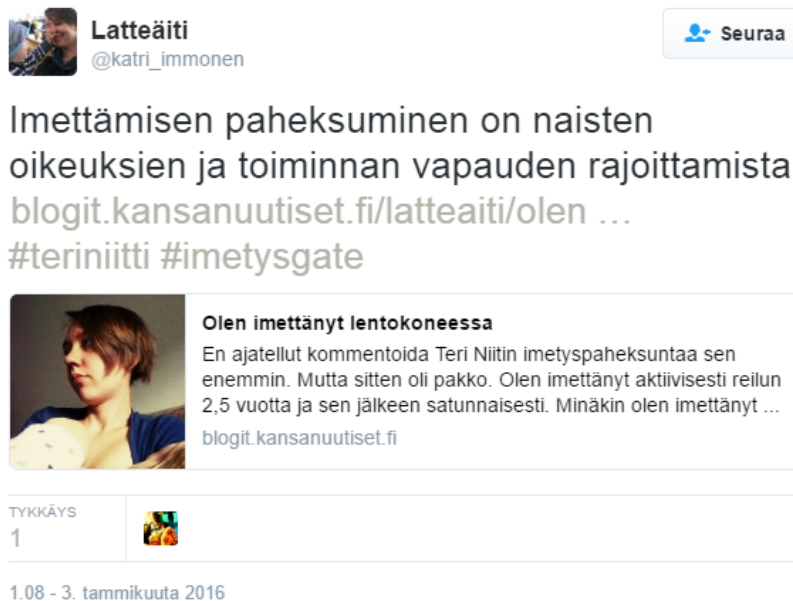 Latteäiti
@katri_immonen
Seuraa
Imettämisen paheksuminen on naisten
oikeuksien ja toiminnan vapauden rajoittamista
blogit.kansanuutiset.fi/latteaiti/olen …
#teriniitti #imetysgate
Olen imettänyt lentokoneessa
En ajatellut kommentoida Teri Niitin imetyspaheksuntaa sen
enemmin. Mutta sitten oli pakko. Olen imettänyt aktiivisesti reilun
2,5 vuotta ja sen jälkeen satunnaisesti. Minäkin olen imettänyt ...
blogit.kansanuutiset.fi
TYKKÄYS
1
1.08 - 3. tammikuuta 2016